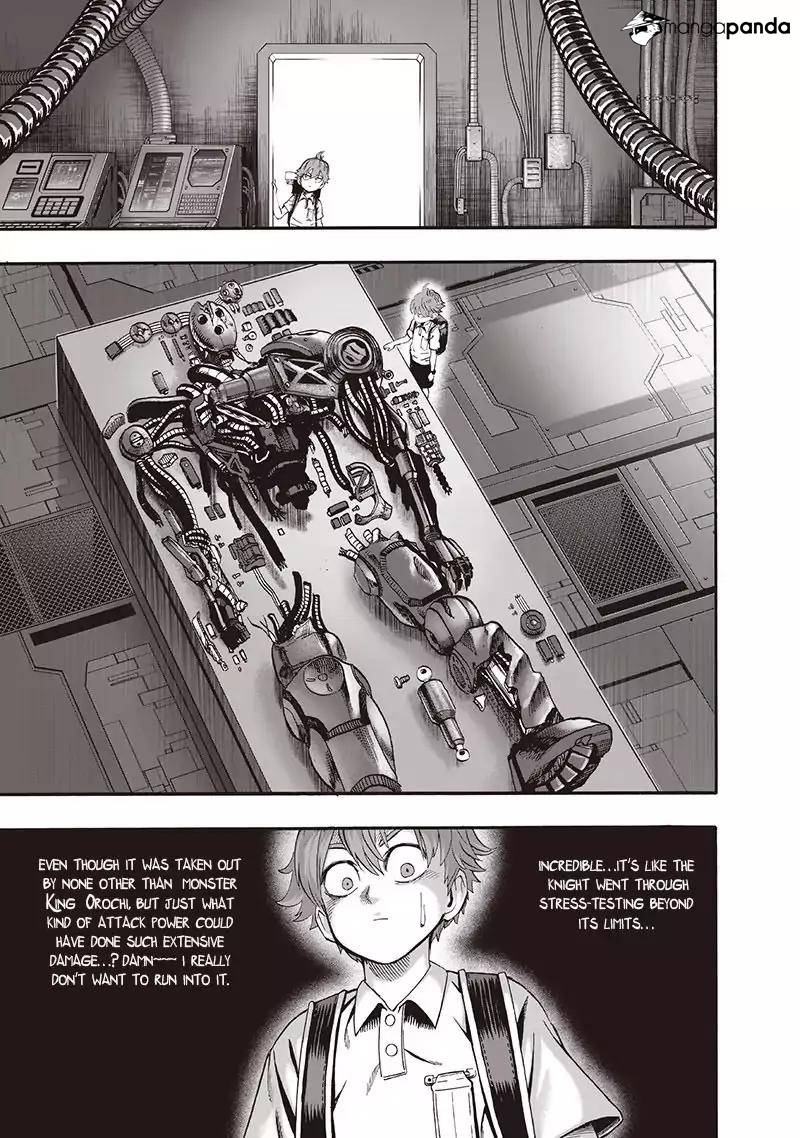 mangapanda
INCREDIBLE...IT'S LIKE THE
KNIGHT WENT THROUGH
STRESS-TESTING BEYOND
ITS LIMITS...
EVEN THOUGH IT WAS TAKEN OUT
BY NONE OTHER THAN MONSTER
KING OROCHI, BUT JUST WHAT
KIND OF ATTACK POWER COULD
HAVE DONE SUCH EXTENSIVE
DAMAGE...? DAMN~~ I REALLY
DON'T WANT TO RUN INTO IT.